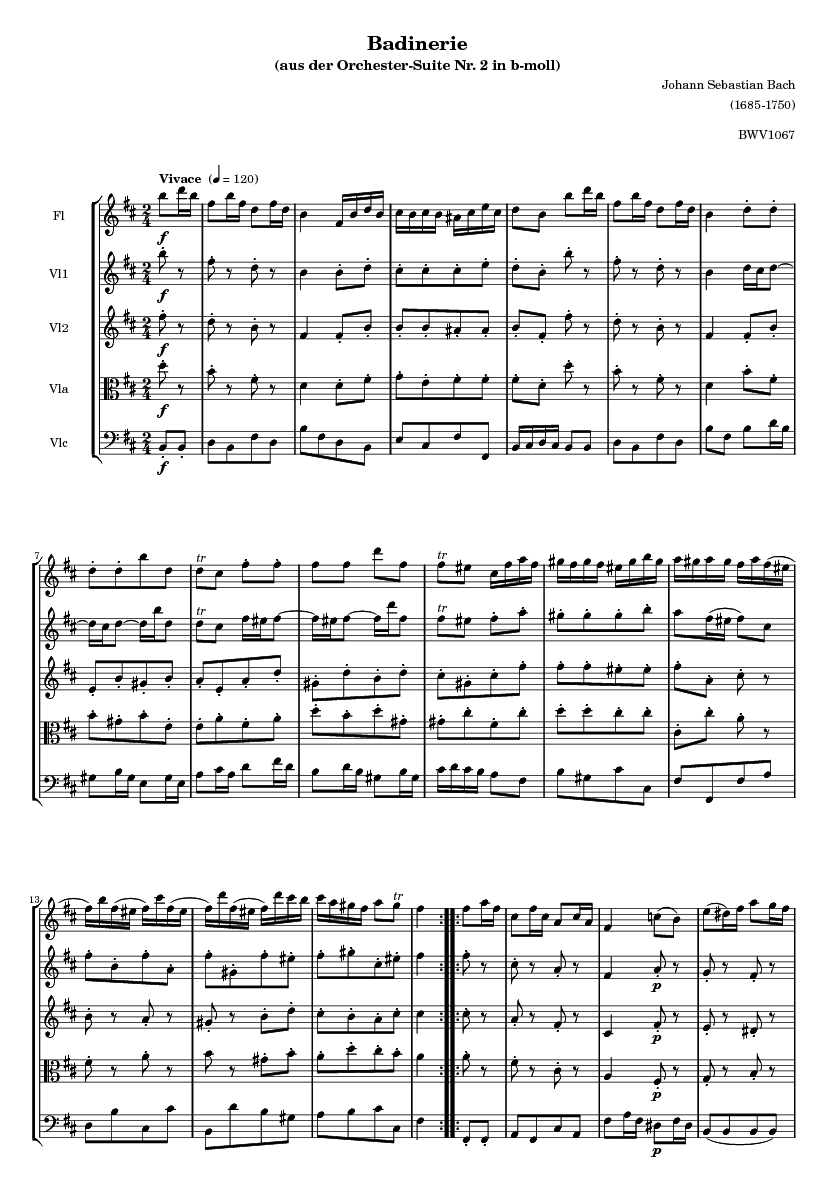 Badinerie
(aus der Orchester-Suite Nr. 2 in b-moll)
Johann Sebastian Bach
(1685-1750)
BWV1067
Vivace (♩ = 120)
Fl
f
Vl1
f
Vl2
f
Vla
f
Vlc
f
7
tr
tr
tr
tr
13
tr
p
p
p
p